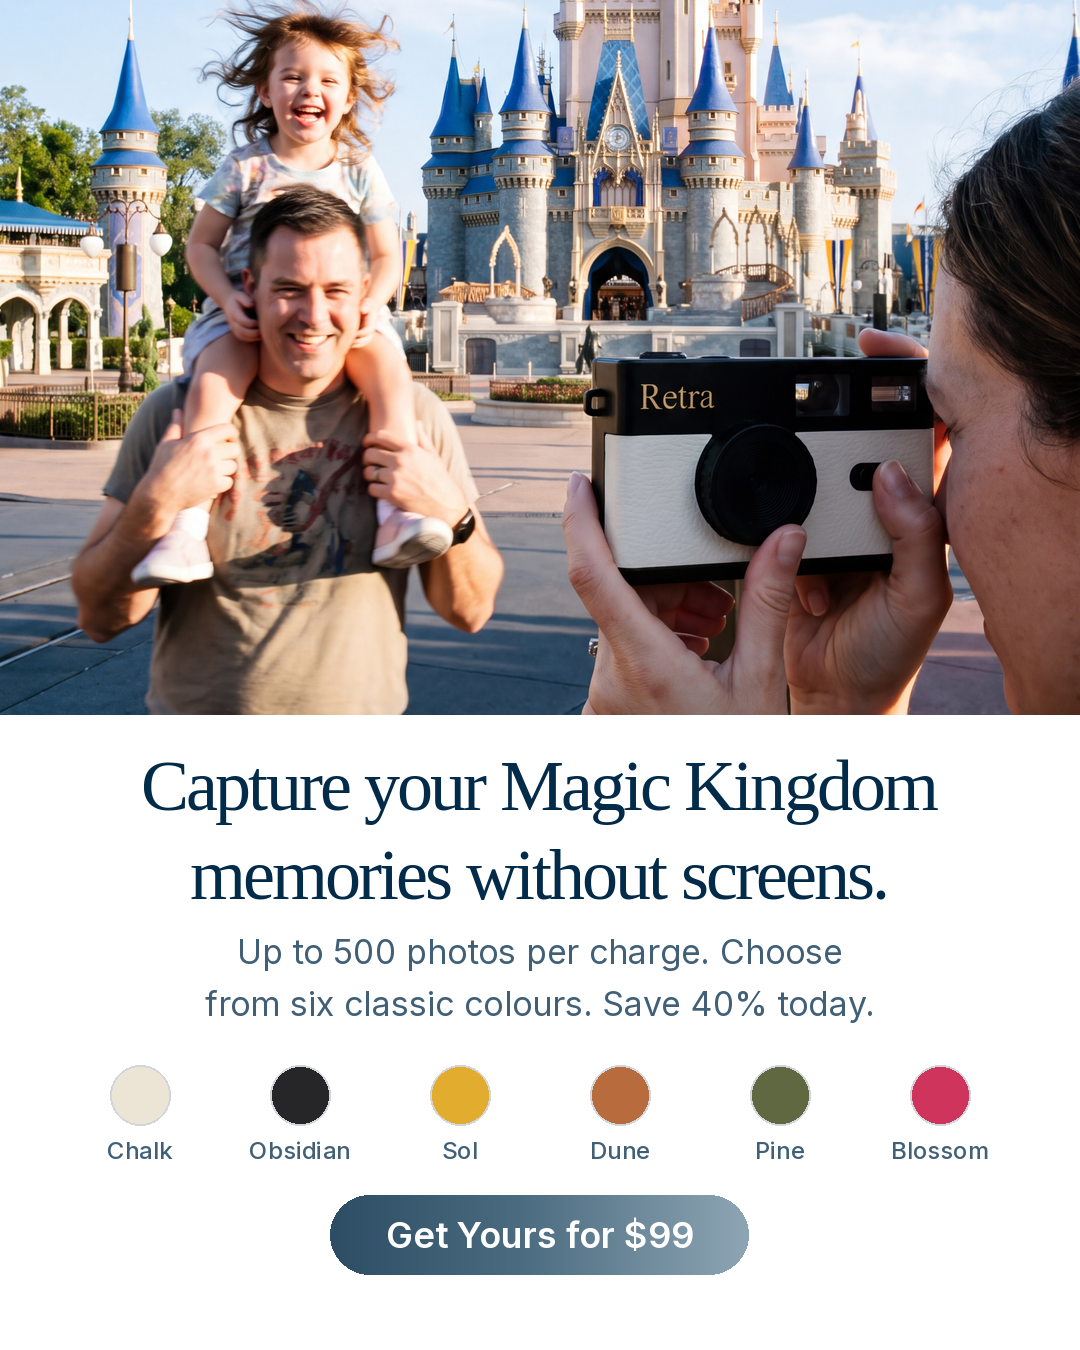 Retra
Capture your Magic Kingdom
memories without screens.
Up to 500 photos per charge. Choose
from six classic colours. Save 40% today.
Chalk Obsidian Sol Dune Pine Blossom
Get Yours for $99